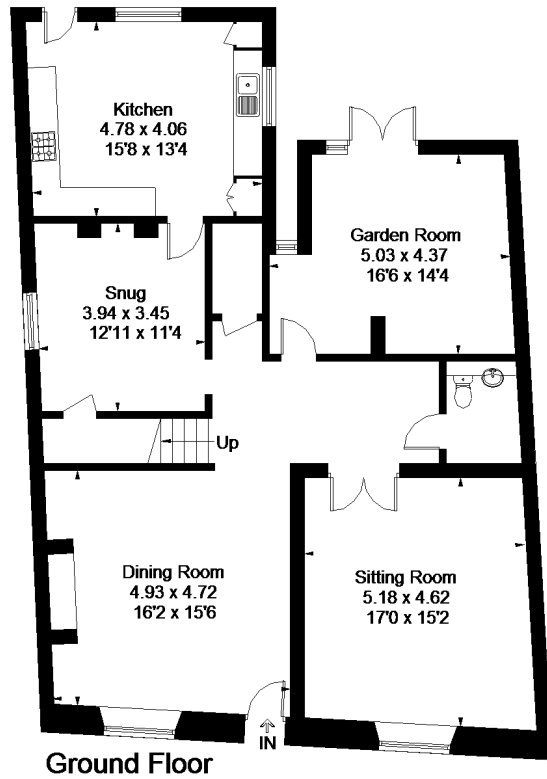 Kitchen
4.78 x 4.06
15'8 x 13'4
Garden Room
5.03 x 4.37
16'6 x 14'4
Snug
3.94 x 3.45
12'11 x 11'4
Up
Dining Room
4.93 x 4.72
16'2 x 15'6
Sitting Room
5.18 x 4.62
17'0 x 15'2
IN
Ground Floor